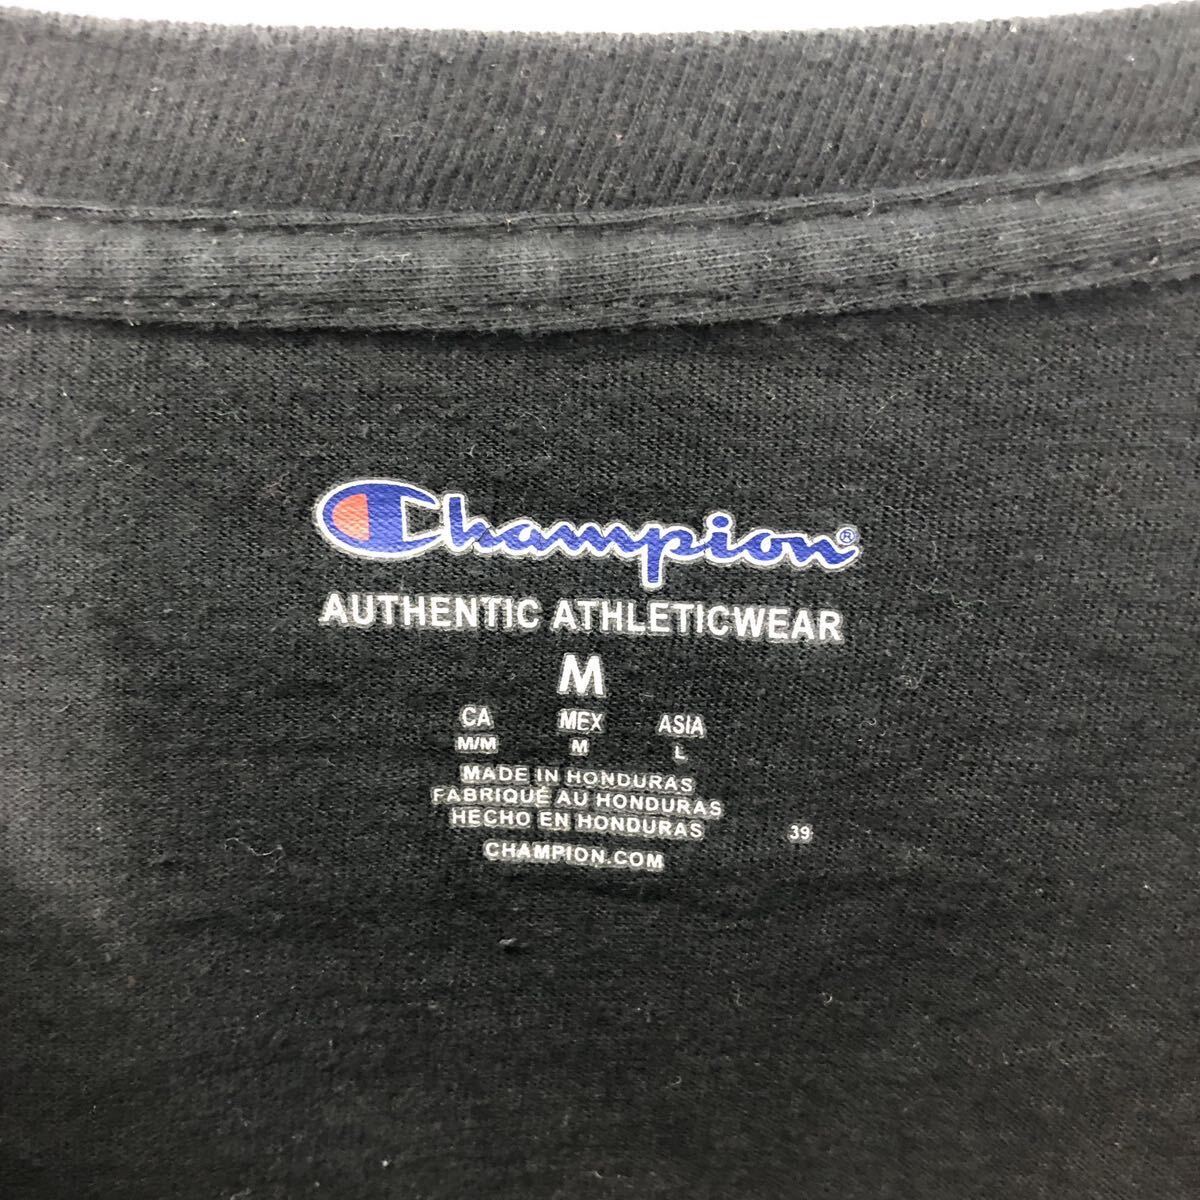 Champion®
AUTHENTIC ATHLETICWEAR
M
CA MEX ASIA
M/M M L
MADE IN HONDURAS
FABRIQUÉ AU HONDURAS
HECHO EN HONDURAS 39
CHAMPION.COM